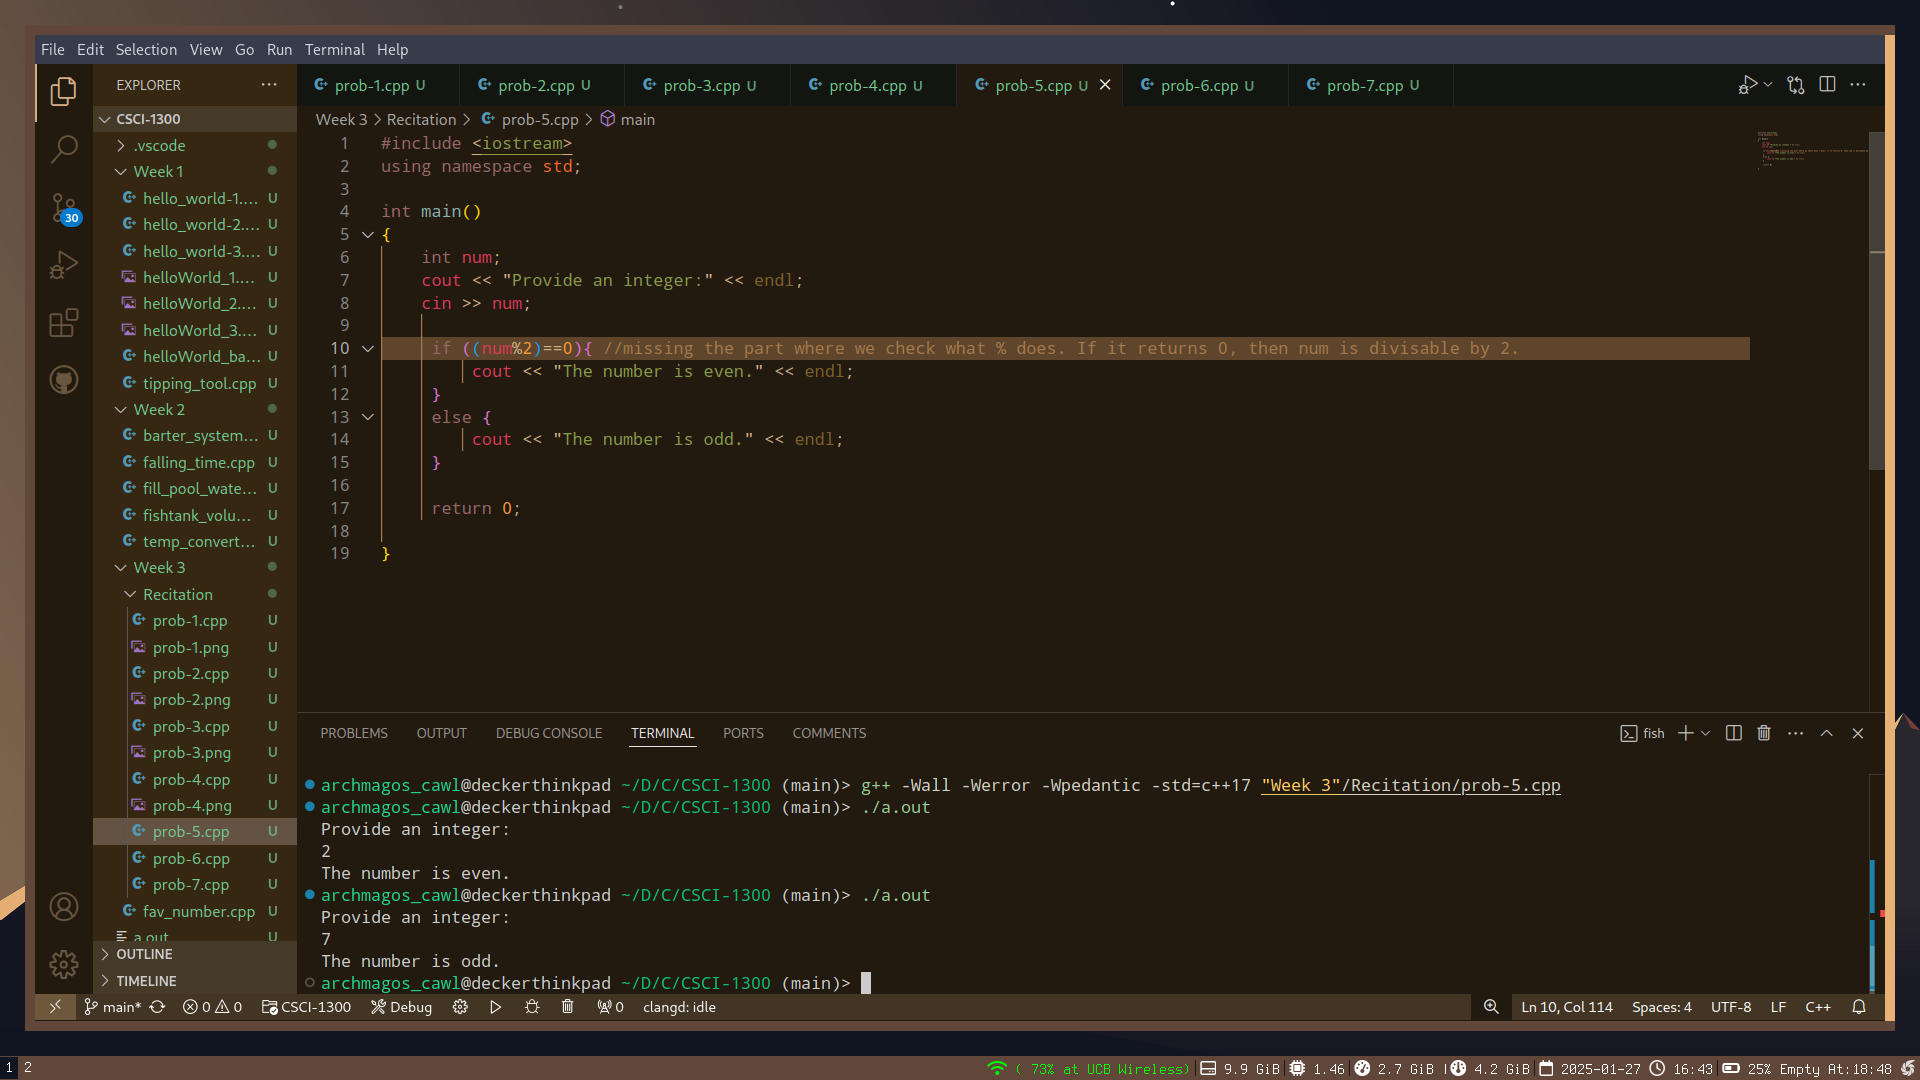 File Edit Selection View Go Run Terminal Help
EXPLORER
prob-1.cpp U prob-2.cpp U prob-3.cpp U prob-4.cpp U prob-5.cpp U prob-6.cpp U prob-7.cpp U
CSCI-1300
.vscode
Week 1
hello_world-1.... U
hello_world-2.... U
hello_world-3.... U
helloWorld_1.... U
helloWorld_2.... U
helloWorld_3.... U
helloWorld_ba... U
tipping_tool.cpp U
Week 2
barter_system... U
falling_time.cpp U
fill_pool_wate... U
fishtank_volu... U
temp_convert... U
Week 3
Recitation
prob-1.cpp U
prob-1.png U
prob-2.cpp U
prob-2.png U
prob-3.cpp U
prob-3.png U
prob-4.cpp U
prob-4.png U
prob-5.cpp U
prob-6.cpp U
prob-7.cpp U
fav_number.cpp U
a.out U
OUTLINE
TIMELINE
30
Week 3 > Recitation > prob-5.cpp > main
1 #include <iostream>
2 using namespace std;
3
4 int main()
5 {
6 int num;
7 cout << "Provide an integer:" << endl;
8 cin >> num;
9
10 if ((num%2)==0){ //missing the part where we check what % does. If it returns 0, then num is divisable by 2.
11 cout << "The number is even." << endl;
12 }
13 else {
14 cout << "The number is odd." << endl;
15 }
16
17 return 0;
18
19 }
PROBLEMS OUTPUT DEBUG CONSOLE TERMINAL PORTS COMMENTS
fish
archmagos_cawl@deckerthinkpad ~/D/C/CSCI-1300 (main)> g++ -Wall -Werror -Wpedantic -std=c++17 "Week 3"/Recitation/prob-5.cpp
archmagos_cawl@deckerthinkpad ~/D/C/CSCI-1300 (main)> ./a.out
Provide an integer:
2
The number is even.
archmagos_cawl@deckerthinkpad ~/D/C/CSCI-1300 (main)> ./a.out
Provide an integer:
7
The number is odd.
archmagos_cawl@deckerthinkpad ~/D/C/CSCI-1300 (main)>
main* 0 0 CSCI-1300 Debug 0 clangd: idle
Ln 10, Col 114 Spaces: 4 UTF-8 LF C++
1 2
( 73% at UCB Wireless) 9.9 GiB 1.46 2.7 GiB | 4.2 GiB 2025-01-27 16:43 25% Empty At:18:48